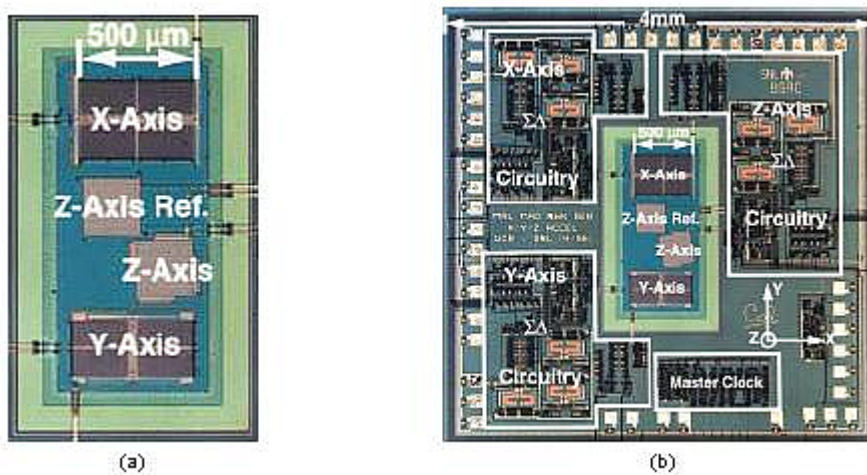 500 µm
X-Axis
Z-Axis Ref.
Z-Axis
Y-Axis
(a)
4mm
X-Axis
ΣΔ
Circuitry
Z-Axis
ΣΔ
Circuitry
500 µm
X-Axis
Z-Axis Ref.
Z-Axis
Y-Axis
X/Y/Z ACCEL
Y-Axis
ΣΔ
Circuitry
Y
Z
X
Master Clock
(b)